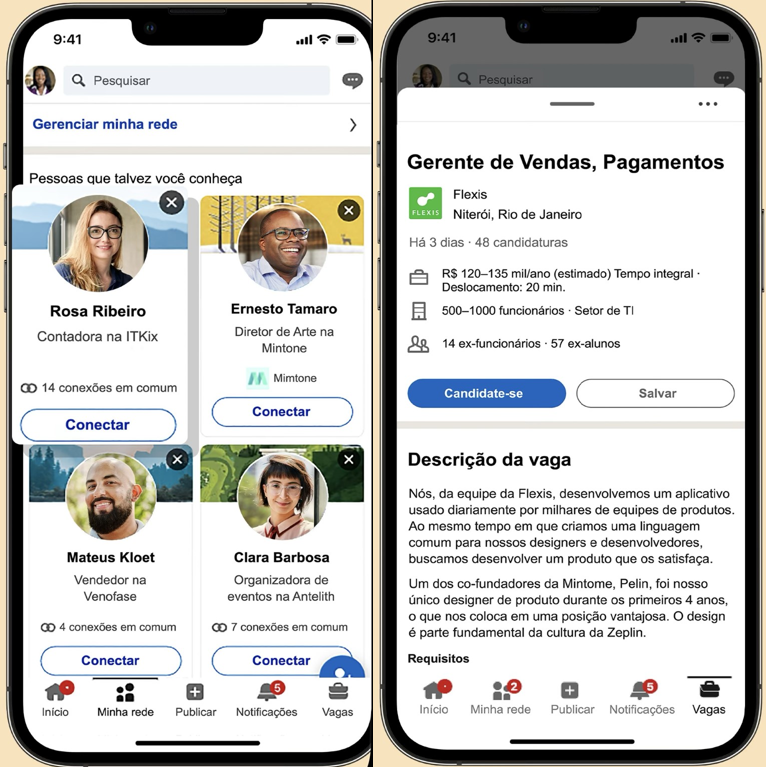 9:41
Pesquisar
Gerenciar minha rede
Pessoas que talvez você conheça
Rosa Ribeiro
Contadora na ITKix
14 conexões em comum
Conectar
Ernesto Tamaro
Diretor de Arte na
Mintone
Mimtone
Conectar
Mateus Kloet
Vendedor na
Venofase
4 conexões em comum
Conectar
Clara Barbosa
Organizadora de
eventos na Antelith
7 conexões em comum
Conectar
5
Início
Minha rede
Publicar
Notificações
Vagas
9:41
Pesquisar
Gerente de Vendas, Pagamentos
FLEXIS
Flexis
Niterói, Rio de Janeiro
Há 3 dias · 48 candidaturas
R$ 120–135 mil/ano (estimado) Tempo integral ·
Deslocamento: 20 min.
500–1000 funcionários · Setor de TI
14 ex-funcionários · 57 ex-alunos
Candidate-se
Salvar
Descrição da vaga
Nós, da equipe da Flexis, desenvolvemos um aplicativo
usado diariamente por milhares de equipes de produtos.
Ao mesmo tempo em que criamos uma linguagem
comum para nossos designers e desenvolvedores,
buscamos desenvolver um produto que os satisfaça.
Um dos co-fundadores da Mintome, Pelin, foi nosso
único designer de produto durante os primeiros 4 anos,
o que nos coloca em uma posição vantajosa. O design
é parte fundamental da cultura da Zeplin.
Requisitos
2
5
Início
Minha rede
Publicar
Notificações
Vagas